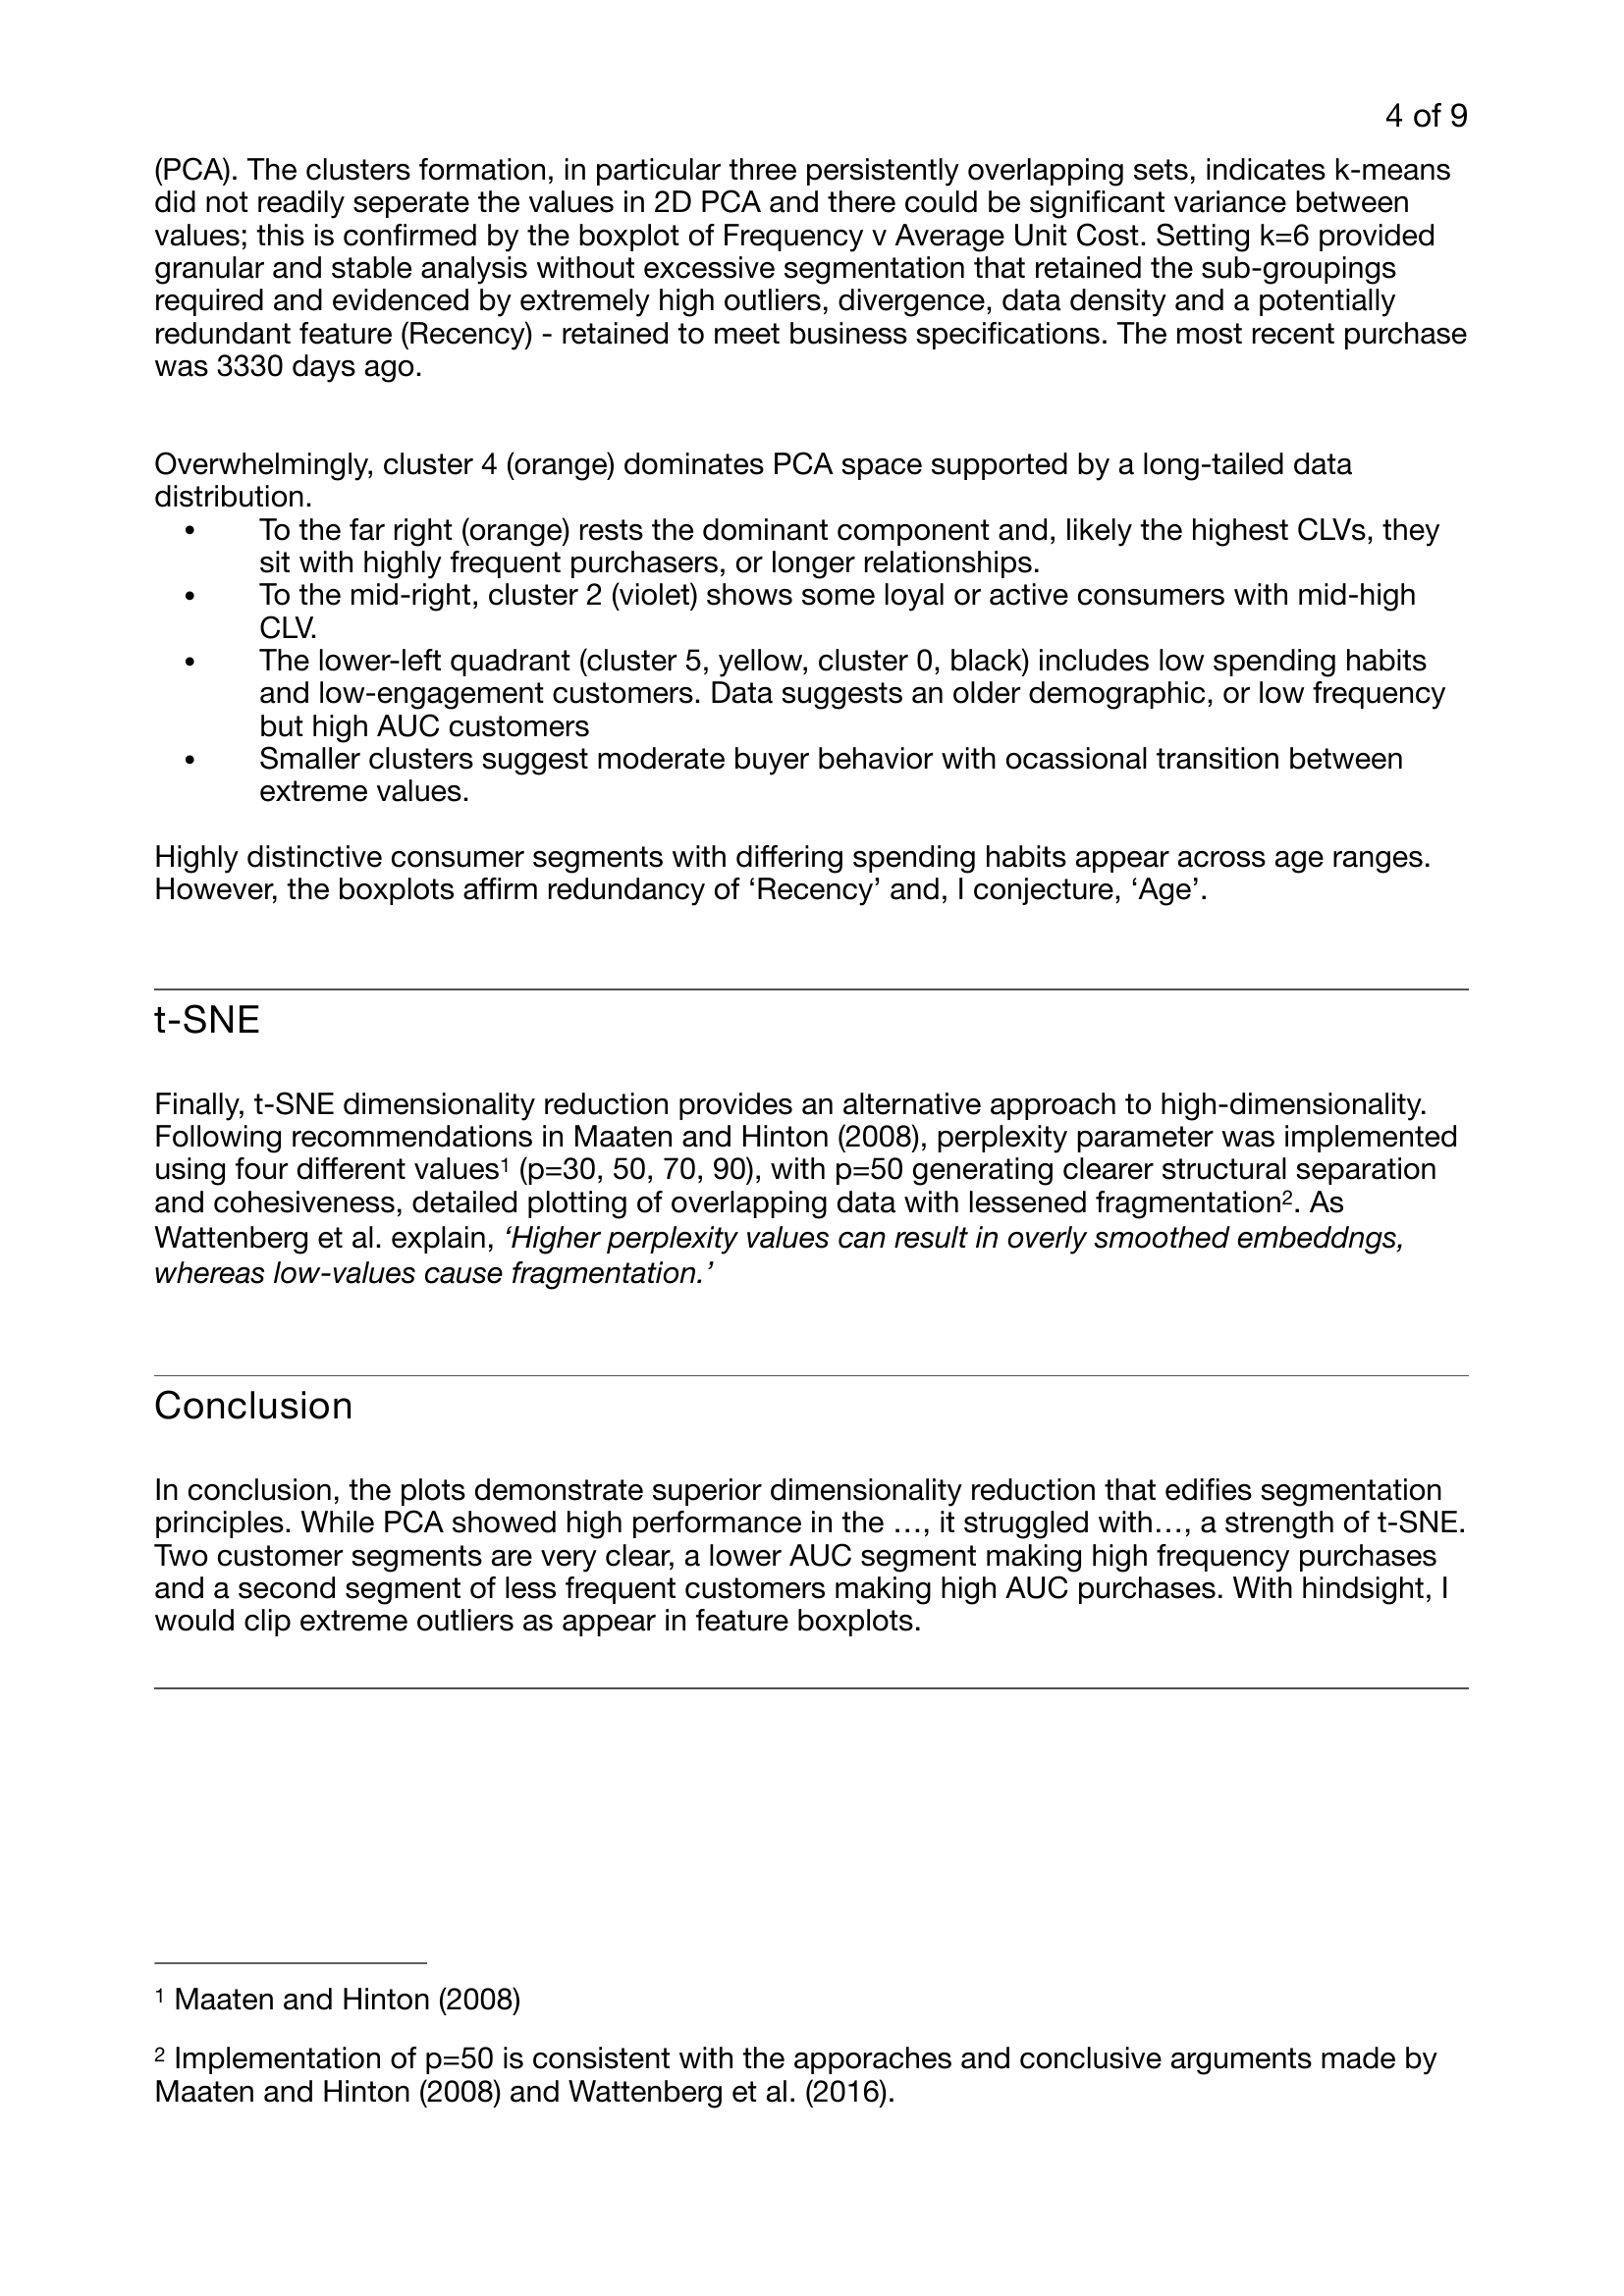 4 of 9
(PCA). The clusters formation, in particular three persistently overlapping sets, indicates k-means
did not readily seperate the values in 2D PCA and there could be significant variance between
values; this is confirmed by the boxplot of Frequency v Average Unit Cost. Setting k=6 provided
granular and stable analysis without excessive segmentation that retained the sub-groupings
required and evidenced by extremely high outliers, divergence, data density and a potentially
redundant feature (Recency) - retained to meet business specifications. The most recent purchase
was 3330 days ago.
Overwhelmingly, cluster 4 (orange) dominates PCA space supported by a long-tailed data
distribution.
• To the far right (orange) rests the dominant component and, likely the highest CLVs, they
sit with highly frequent purchasers, or longer relationships.
• To the mid-right, cluster 2 (violet) shows some loyal or active consumers with mid-high
CLV.
• The lower-left quadrant (cluster 5, yellow, cluster 0, black) includes low spending habits
and low-engagement customers. Data suggests an older demographic, or low frequency
but high AUC customers
• Smaller clusters suggest moderate buyer behavior with ocassional transition between
extreme values.
Highly distinctive consumer segments with differing spending habits appear across age ranges.
However, the boxplots affirm redundancy of ‘Recency’ and, I conjecture, ‘Age’.
t-SNE
Finally, t-SNE dimensionality reduction provides an alternative approach to high-dimensionality.
Following recommendations in Maaten and Hinton (2008), perplexity parameter was implemented
using four different values¹ (p=30, 50, 70, 90), with p=50 generating clearer structural separation
and cohesiveness, detailed plotting of overlapping data with lessened fragmentation². As
Wattenberg et al. explain, ‘Higher perplexity values can result in overly smoothed embeddngs,
whereas low-values cause fragmentation.’
Conclusion
In conclusion, the plots demonstrate superior dimensionality reduction that edifies segmentation
principles. While PCA showed high performance in the …, it struggled with…, a strength of t-SNE.
Two customer segments are very clear, a lower AUC segment making high frequency purchases
and a second segment of less frequent customers making high AUC purchases. With hindsight, I
would clip extreme outliers as appear in feature boxplots.
¹ Maaten and Hinton (2008)
² Implementation of p=50 is consistent with the apporaches and conclusive arguments made by
Maaten and Hinton (2008) and Wattenberg et al. (2016).